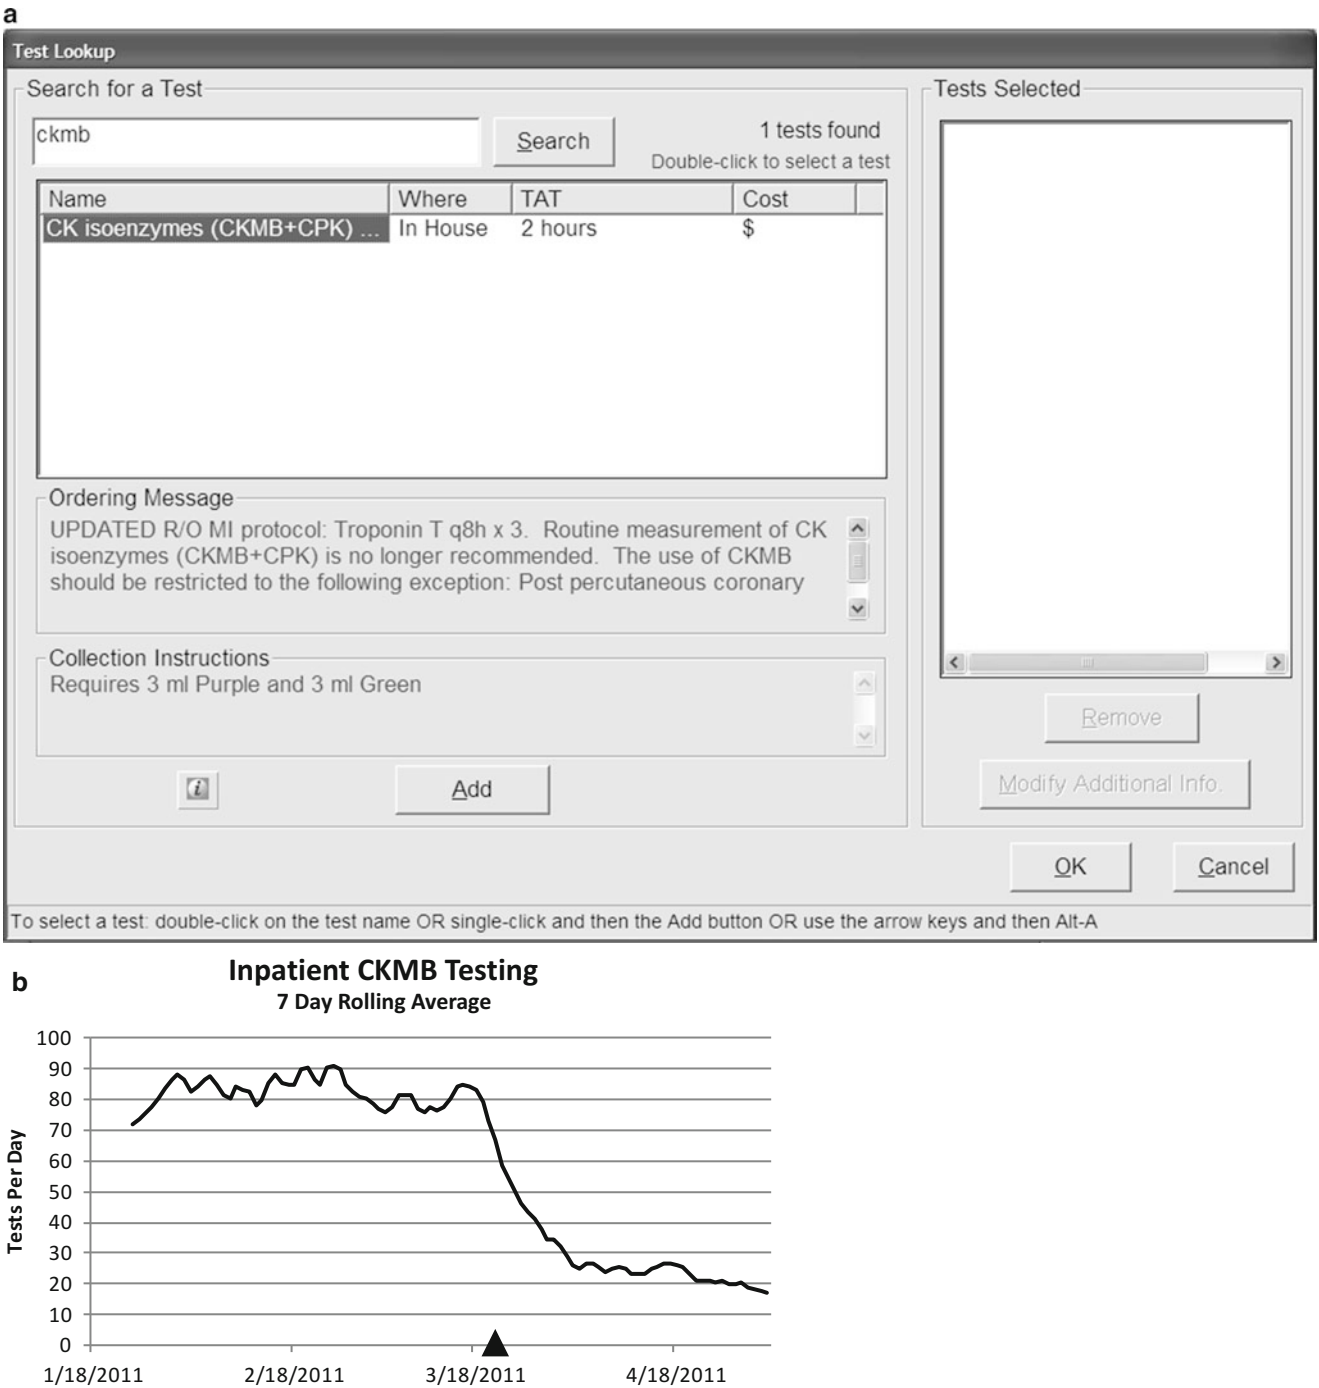 a
Test Lookup
Search for a Test
ckmb
Search
1 tests found
Double-click to select a test
Name Where TAT Cost
CK isoenzymes (CKMB+CPK) ... In House 2 hours $
Ordering Message
UPDATED R/O MI protocol: Troponin T q8h x 3. Routine measurement of CK
isoenzymes (CKMB+CPK) is no longer recommended. The use of CKMB
should be restricted to the following exception: Post percutaneous coronary
Collection Instructions
Requires 3 ml Purple and 3 ml Green
i
Add
Tests Selected
Remove
Modify Additional Info.
OK
Cancel
To select a test: double-click on the test name OR single-click and then the Add button OR use the arrow keys and then Alt-A
b
Inpatient CKMB Testing
7 Day Rolling Average
Tests Per Day
100
90
80
70
60
50
40
30
20
10
0
1/18/2011 2/18/2011 3/18/2011 4/18/2011